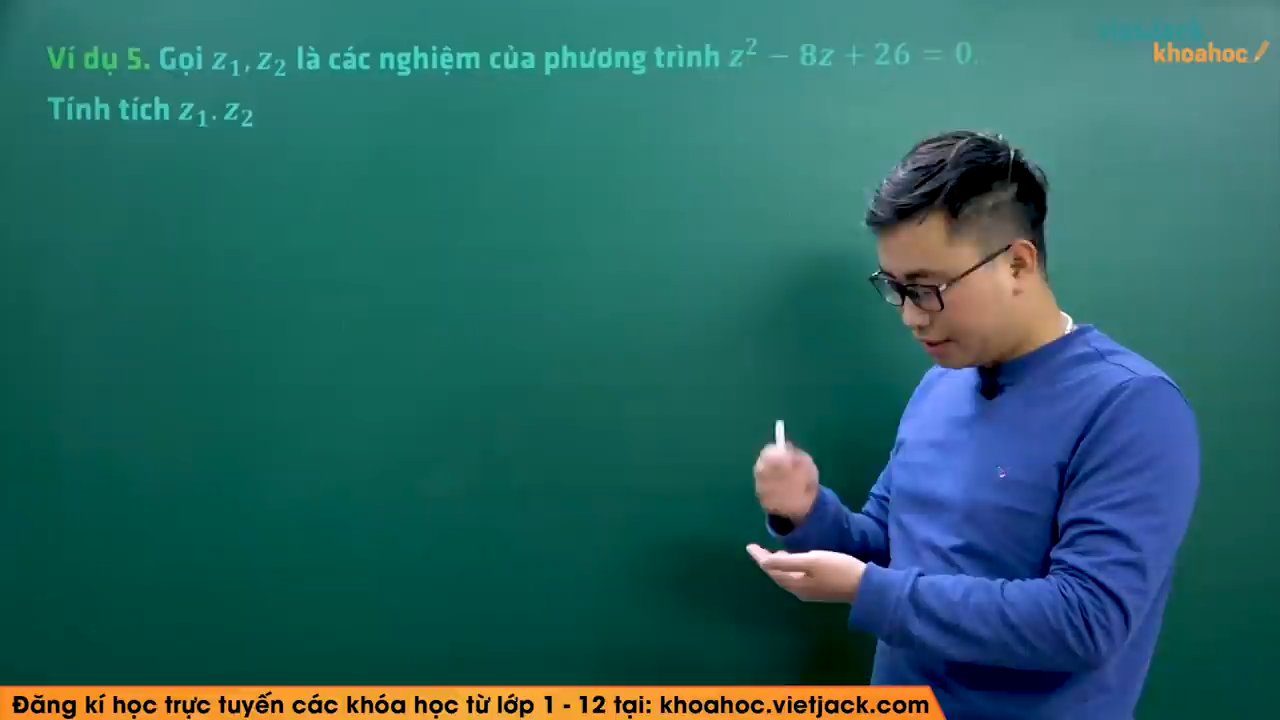 vietjack
khoahoc
Ví dụ 5. Gọi z₁, z₂ là các nghiệm của phương trình z² − 8z + 26 = 0.
Tính tích z₁. z₂
Đăng kí học trực tuyến các khóa học từ lớp 1 - 12 tại: khoahoc.vietjack.com